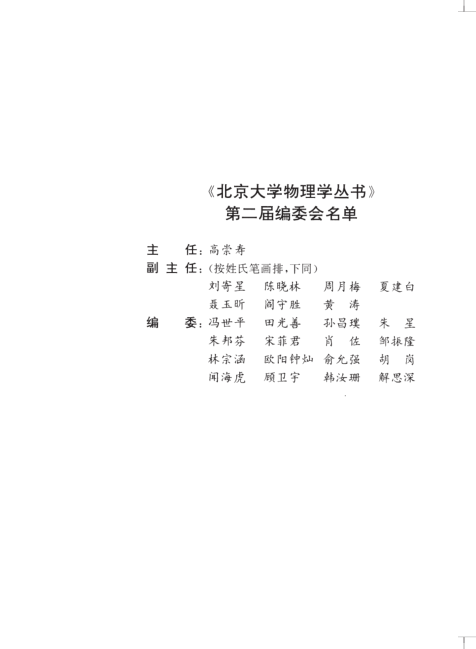 《北京大学物理学丛书》
第二届编委会名单
主 任：高崇寿
副主任：(按姓氏笔画排,下同)
刘寄星 陈晓林 周月梅 夏建白
聂玉昕 阎守胜 黄 涛
编 委：冯世平 田光善 孙昌璞 朱 星
朱邦芬 宋菲君 肖 佐 邹振隆
林宗涵 欧阳钟灿 俞允强 胡 岗
闻海虎 顾卫宇 韩汝珊 解思深